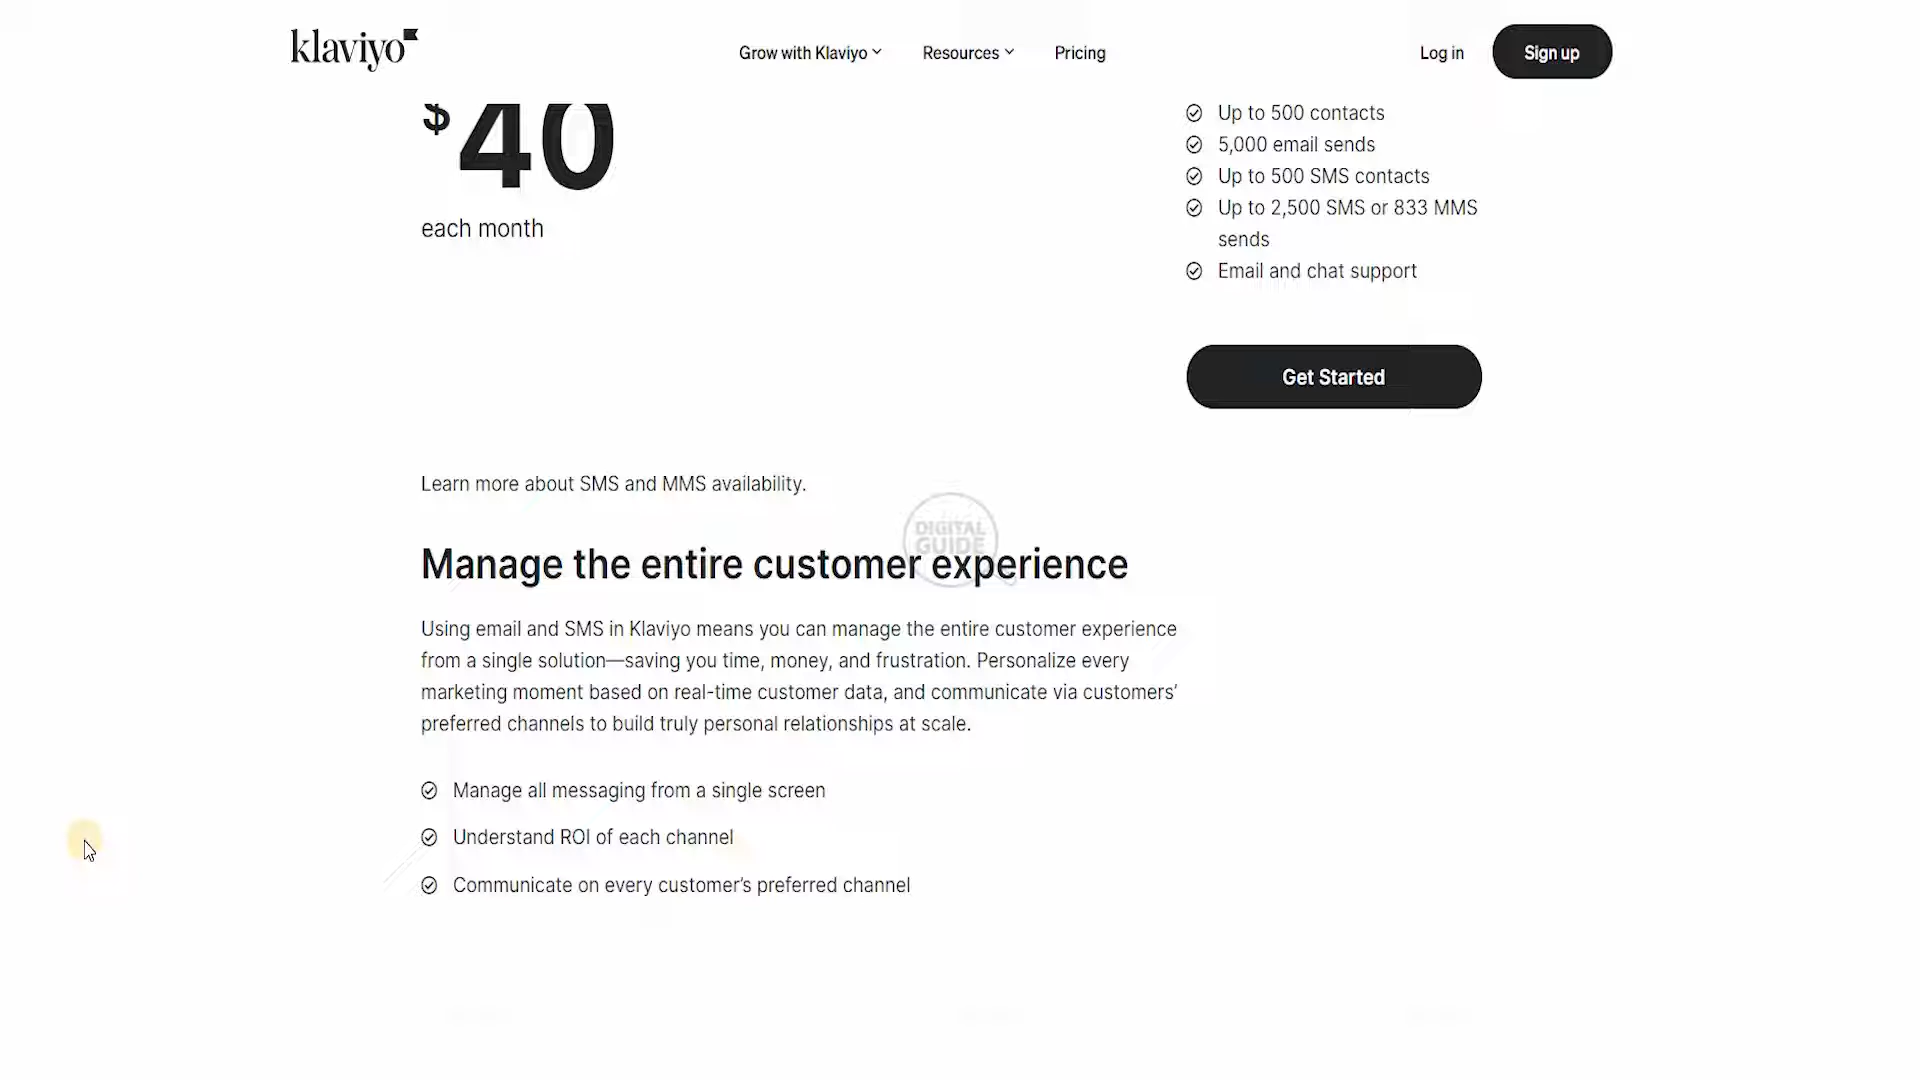 klaviyo
Grow with Klaviyo
Resources
Pricing
Log in
Sign up
$40
each month
Up to 500 contacts
5,000 email sends
Up to 500 SMS contacts
Up to 2,500 SMS or 833 MMS
sends
Email and chat support
Get Started
Learn more about SMS and MMS availability.
DIGITAL
GUIDE
Manage the entire customer experience
Using email and SMS in Klaviyo means you can manage the entire customer experience
from a single solution—saving you time, money, and frustration. Personalize every
marketing moment based on real-time customer data, and communicate via customers’
preferred channels to build truly personal relationships at scale.
Manage all messaging from a single screen
Understand ROI of each channel
Communicate on every customer’s preferred channel